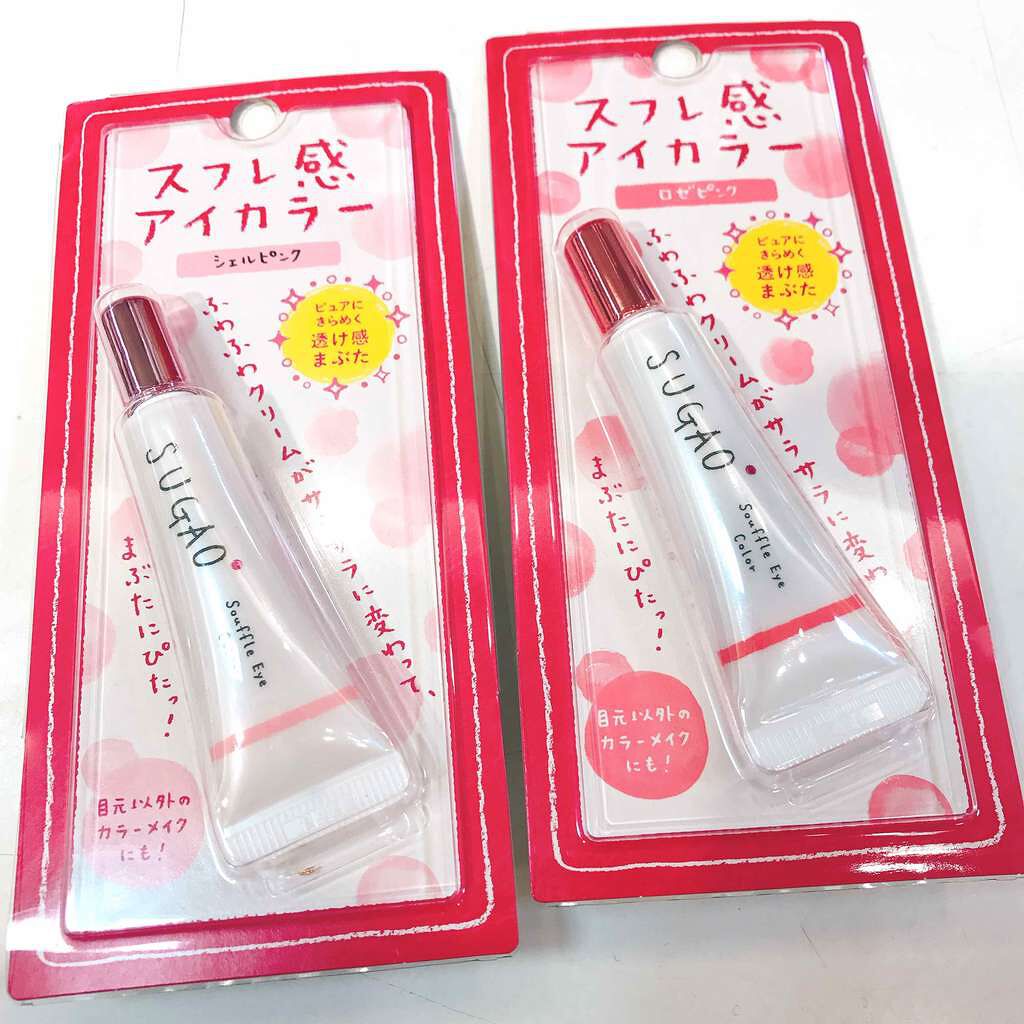 スフレ感
アイカラー
シェルピンク
ピュアに
きらめく
透け感
まぶた
ふわふわクリームが
ラに変わって、
まぶたにぴたっ!
SUGAO
Souffle Eye
目元以外の
カラーメイク
にも!
スフレ感
アイカラー
ロゼピンク
ピュアに
きらめく
透け感
まぶた
ふわふわクリームがサラサラに変わ
まぶたにぴたっ!
SUGAO
Souffle Eye
Color
目元以外の
カラーメイク
にも!